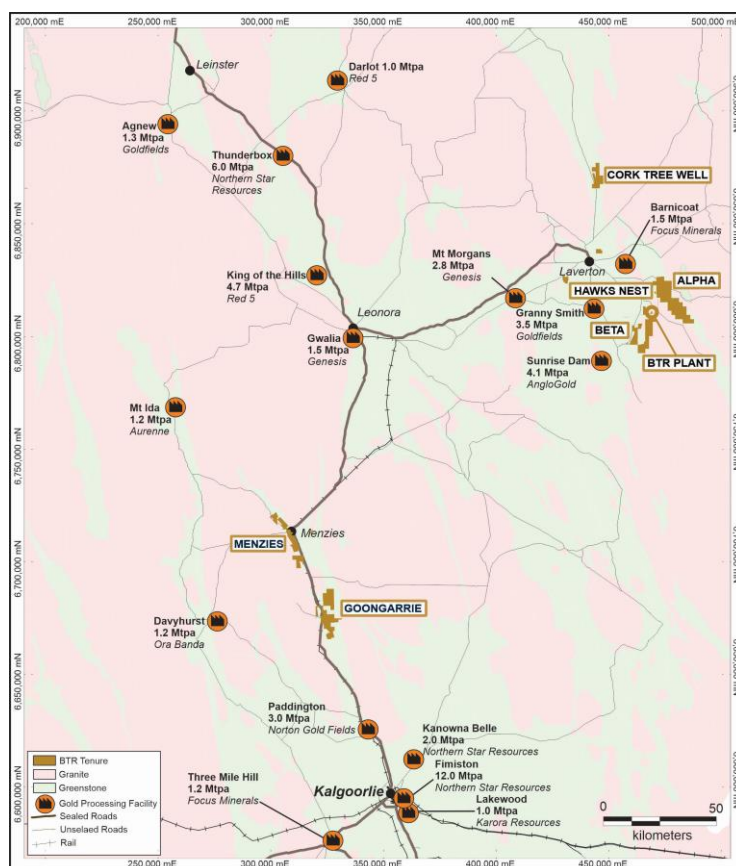 200,000 mE
250,000 mE
300,000 mE
350,000 mE
400,000 mE
450,000 mE
500,000 mE
Leinster
Darlot 1.0 Mtpa
Red 5
6,900,000 mN
Agnew
1.3 Mtpa
Goldfields
Thunderbox
6.0 Mtpa
Northern Star
Resources
CORK TREE WELL
Barnicoat
1.5 Mtpa
Focus Minerals
6,850,000 mN
Mt Morgans
2.8 Mtpa
Genesis
Laverton
King of the Hills
4.7 Mtpa
Red 5
HAWKS NEST
ALPHA
Leonora
Granny Smith
3.5 Mtpa
Goldfields
BETA
Gwalia
1.5 Mtpa
Genesis
6,800,000 mN
BTR PLANT
Sunrise Dam
4.1 Mtpa
AngloGold
Mt Ida
1.2 Mtpa
Aurenne
6,750,000 mN
Menzies
MENZIES
6,700,000 mN
GOONGARRIE
Davyhurst
1.2 Mtpa
Ora Banda
6,650,000 mN
Paddington
3.0 Mtpa
Norton Gold Fields
Kanowna Belle
2.0 Mtpa
Northern Star Resources
Fimiston
12.0 Mtpa
Northern Star Resources
Three Mile Hill
1.2 Mtpa
Focus Minerals
Kalgoorlie
Lakewood
1.0 Mtpa
Karora Resources
6,600,000 mN
BTR Tenure
Granite
Greenstone
Gold Processing Facility
Sealed Roads
Unselaed Roads
Rail
0
50
kilometers
250,000 mE
300,000 mE
350,000 mE
400,000 mE
450,000 mE
500,000 mE